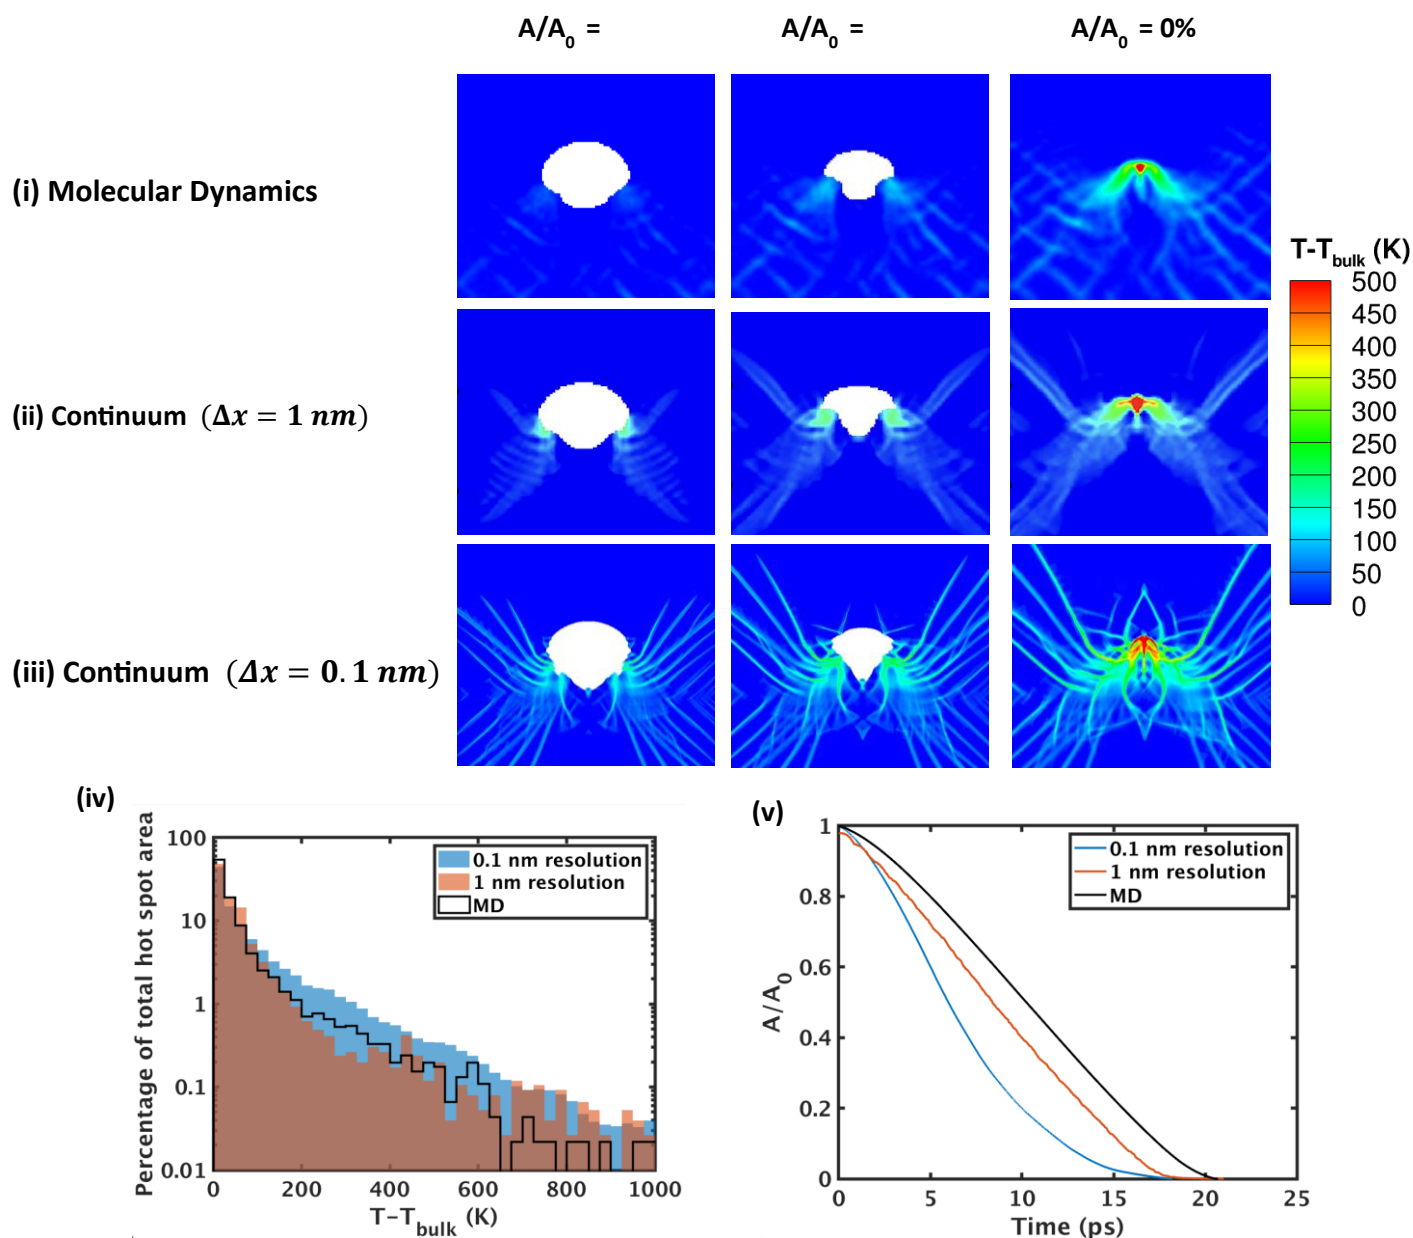 A/A0 =
A/A0 =
A/A0 = 0%
(i) Molecular Dynamics
T-Tbulk (K)
500
450
400
350
300
250
200
150
100
50
0
(ii) Continuum (Δx = 1 nm)
(iii) Continuum (Δx = 0.1 nm)
(iv)
Percentage of total hot spot area
100
10
1
0.1
0.01
0.1 nm resolution
1 nm resolution
MD
0
200
400
600
800
1000
T-Tbulk (K)
(v)
A/A0
1
0.8
0.6
0.4
0.2
0
0.1 nm resolution
1 nm resolution
MD
0
5
10
15
20
25
Time (ps)